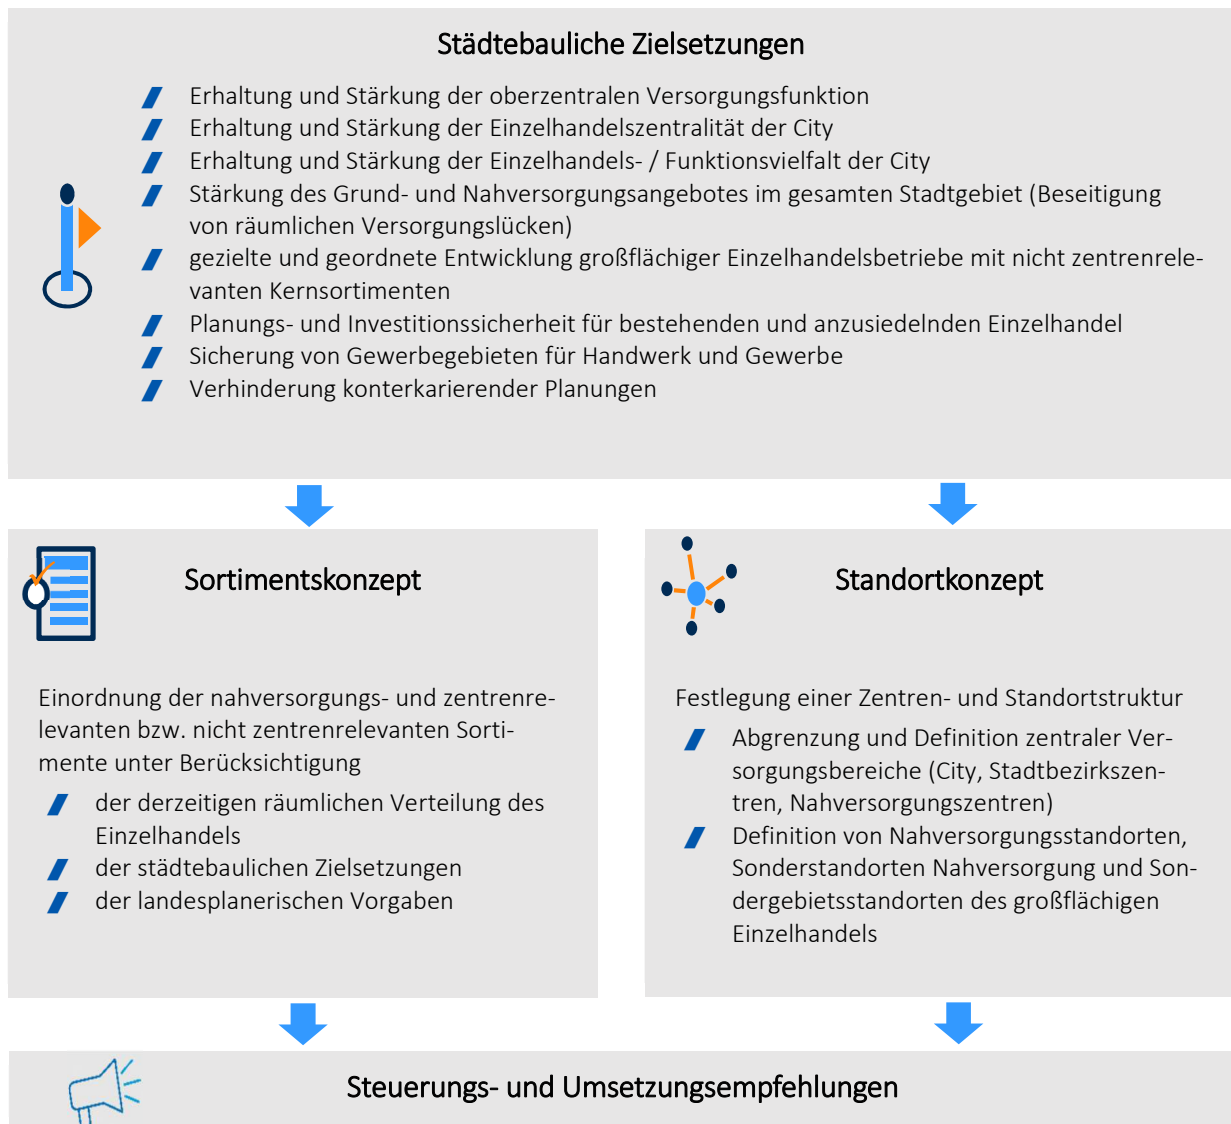 Städtebauliche Zielsetzungen
Erhaltung und Stärkung der oberzentralen Versorgungsfunktion
Erhaltung und Stärkung der Einzelhandelszentralität der City
Erhaltung und Stärkung der Einzelhandels- / Funktionsvielfalt der City
Stärkung des Grund- und Nahversorgungsangebotes im gesamten Stadtgebiet (Beseitigung
von räumlichen Versorgungslücken)
gezielte und geordnete Entwicklung großflächiger Einzelhandelsbetriebe mit nicht zentrenrele-
vanten Kernsortimenten
Planungs- und Investitionssicherheit für bestehenden und anzusiedelnden Einzelhandel
Sicherung von Gewerbegebieten für Handwerk und Gewerbe
Verhinderung konterkarierender Planungen
Sortimentskonzept
Einordnung der nahversorgungs- und zentrenre-
levanten bzw. nicht zentrenrelevanten Sorti-
mente unter Berücksichtigung
der derzeitigen räumlichen Verteilung des
Einzelhandels
der städtebaulichen Zielsetzungen
der landesplanerischen Vorgaben
Standortkonzept
Festlegung einer Zentren- und Standortstruktur
Abgrenzung und Definition zentraler Ver-
sorgungsbereiche (City, Stadtbezirkszen-
tren, Nahversorgungszentren)
Definition von Nahversorgungsstandorten,
Sonderstandorten Nahversorgung und Son-
dergebietsstandorten des großflächigen
Einzelhandels
Steuerungs- und Umsetzungsempfehlungen